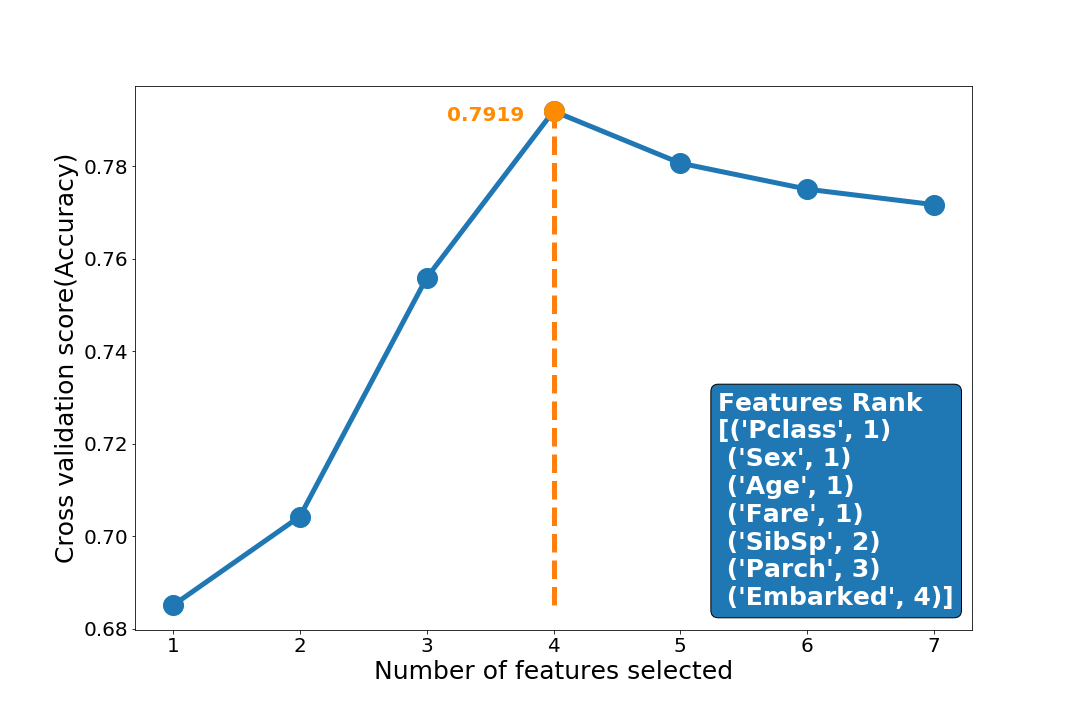 0.7919
Cross validation score(Accuracy)
0.78
0.76
0.74
0.72
0.70
0.68
Features Rank
[('Pclass', 1)
('Sex', 1)
('Age', 1)
('Fare', 1)
('SibSp', 2)
('Parch', 3)
('Embarked', 4)]
1 2 3 4 5 6 7
Number of features selected